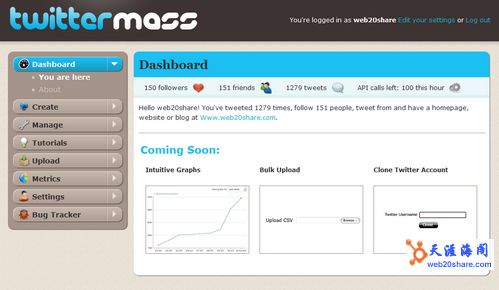 twittermass
You're logged in as web20share Edit your settings or Log out
Dashboard
You are here
About
Create
Manage
Tutorials
Upload
Metrics
Settings
Bug Tracker
Dashboard
150 followers 151 friends 1279 tweets API calls left: 100 this hour
Hello web20share! You've tweeted 1279 times, follow 151 people, tweet from and have a homepage,
website or blog at Www.web20share.com.
Coming Soon:
Intuitive Graphs Bulk Upload Clone Twitter Account
Upload CSV Browse...
Twitter Username
Clone
天涯海阁
web20share.com